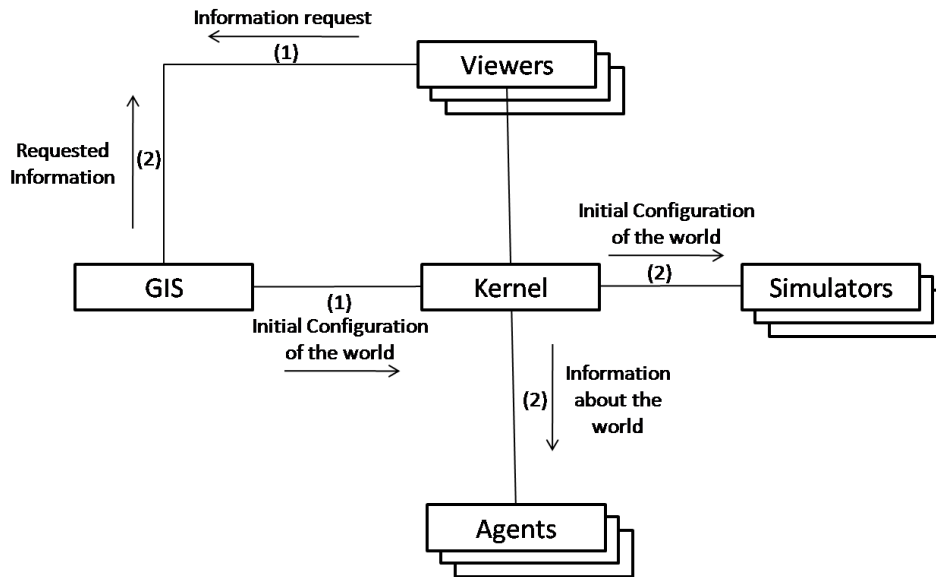 Information request
(1)
Viewers
Requested
Information
(2)
Initial Configuration
of the world
(2)
GIS
Kernel
Simulators
(1)
Initial Configuration
of the world
(2)
Information
about the
world
Agents